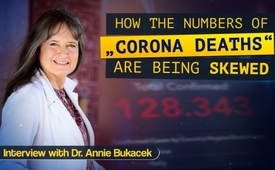 HOW THE NUMBERS OF
„CORONA DEATHS“
ARE BEING SKEWED
Total Confirmed
128.343
Interview with Dr. Annie Bukacek